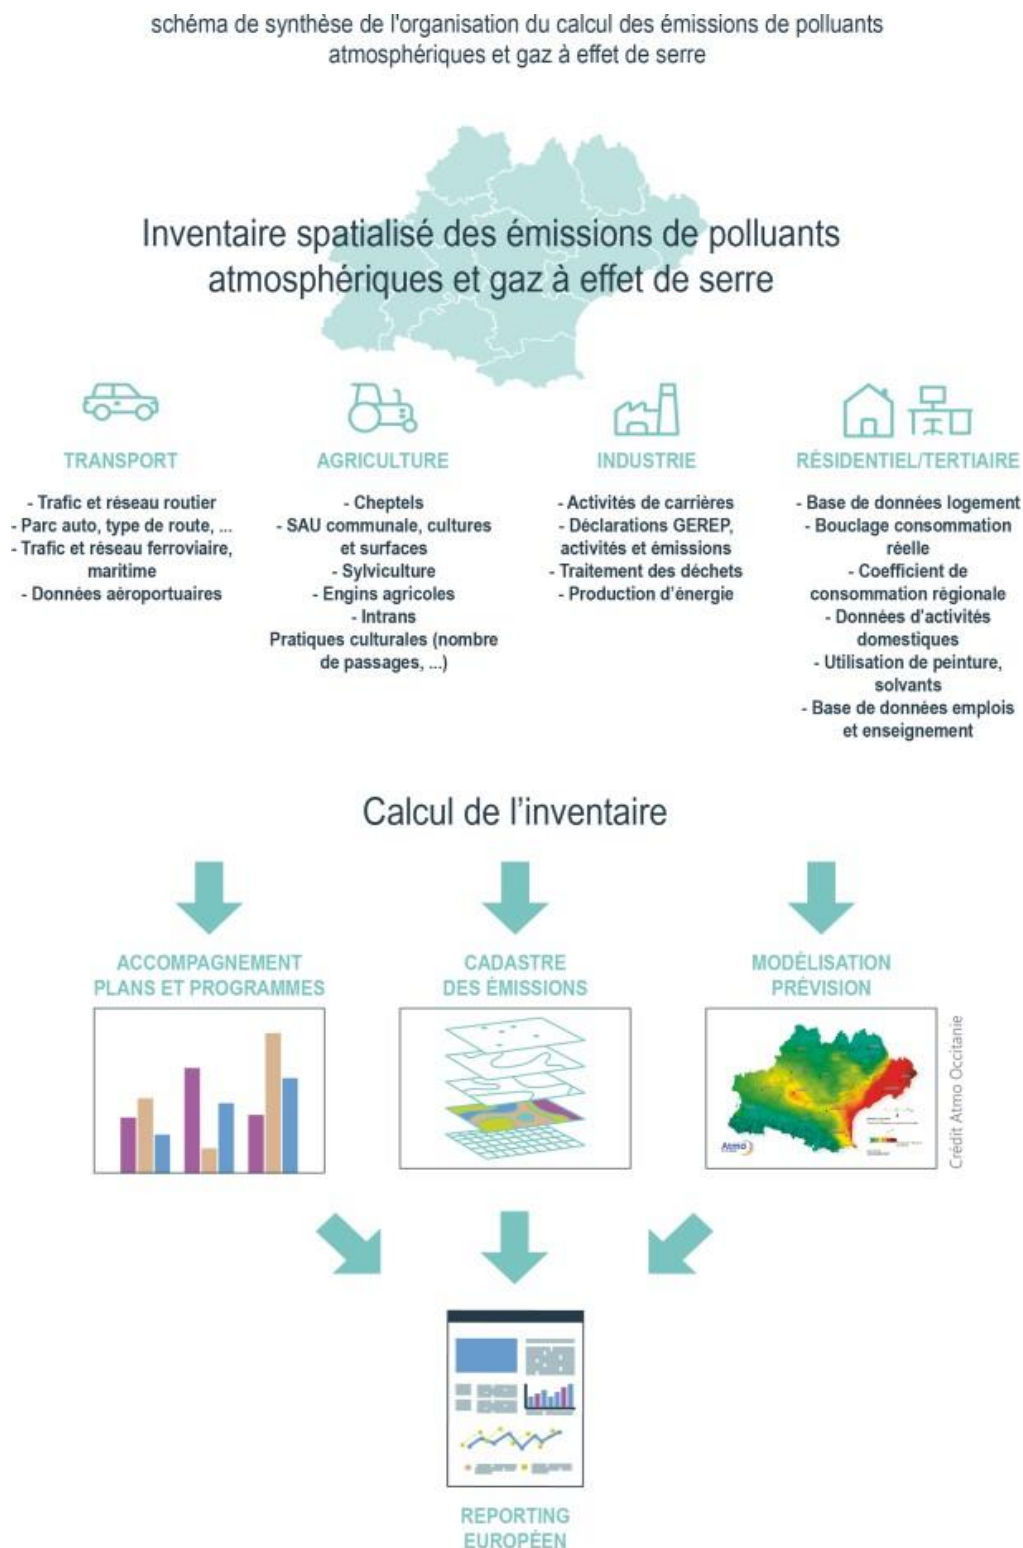 schéma de synthèse de l'organisation du calcul des émissions de polluants
atmosphériques et gaz à effet de serre
Inventaire spatialisé des émissions de polluants
atmosphériques et gaz à effet de serre
TRANSPORT
- Trafic et réseau routier
- Parc auto, type de route, ...
- Trafic et réseau ferroviaire,
maritime
- Données aéroportuaires
AGRICULTURE
- Cheptels
- SAU communale, cultures
et surfaces
- Sylviculture
- Engins agricoles
- Intrans
Pratiques culturales (nombre
de passages, ...)
INDUSTRIE
- Activités de carrières
- Déclarations GEREP,
activités et émissions
- Traitement des déchets
- Production d'énergie
RÉSIDENTIEL/TERTIAIRE
- Base de données logement
- Bouclage consommation
réelle
- Coefficient de
consommation régionale
- Données d'activités
domestiques
- Utilisation de peinture,
solvants
- Base de données emplois
et enseignement
Calcul de l'inventaire
ACCOMPAGNEMENT
PLANS ET PROGRAMMES
CADASTRE
DES ÉMISSIONS
MODÉLISATION
PRÉVISION
Atmo
Crédit Atmo Occitanie
REPORTING
EUROPÉEN